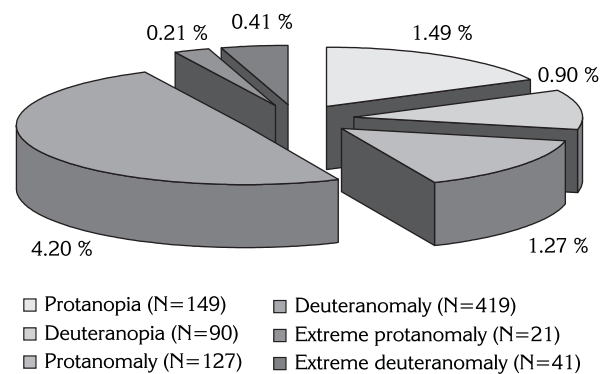 0.41 %
0.21 %
1.49 %
0.90 %
4.20 %
1.27 %
Protanopia (N=149)
Deuteranopia (N=90)
Protanomaly (N=127)
Deuteranomaly (N=419)
Extreme protanomaly (N=21)
Extreme deuteranomaly (N=41)